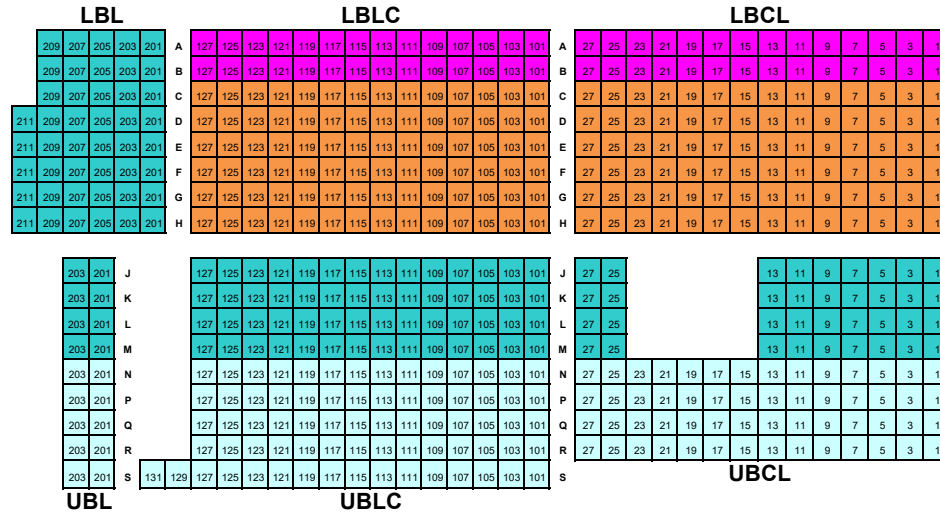 LBL LBLC LBCL
209 207 205 203 201 A 127 125 123 121 119 117 115 113 111 109 107 105 103 101 A 27 25 23 21 19 17 15 13 11 9 7 5 3 1
209 207 205 203 201 B 127 125 123 121 119 117 115 113 111 109 107 105 103 101 B 27 25 23 21 19 17 15 13 11 9 7 5 3 1
209 207 205 203 201 C 127 125 123 121 119 117 115 113 111 109 107 105 103 101 C 27 25 23 21 19 17 15 13 11 9 7 5 3 1
211 209 207 205 203 201 D 127 125 123 121 119 117 115 113 111 109 107 105 103 101 D 27 25 23 21 19 17 15 13 11 9 7 5 3 1
211 209 207 205 203 201 E 127 125 123 121 119 117 115 113 111 109 107 105 103 101 E 27 25 23 21 19 17 15 13 11 9 7 5 3 1
211 209 207 205 203 201 F 127 125 123 121 119 117 115 113 111 109 107 105 103 101 F 27 25 23 21 19 17 15 13 11 9 7 5 3 1
211 209 207 205 203 201 G 127 125 123 121 119 117 115 113 111 109 107 105 103 101 G 27 25 23 21 19 17 15 13 11 9 7 5 3 1
211 209 207 205 203 201 H 127 125 123 121 119 117 115 113 111 109 107 105 103 101 H 27 25 23 21 19 17 15 13 11 9 7 5 3 1
203 201 J 127 125 123 121 119 117 115 113 111 109 107 105 103 101 J 27 25 13 11 9 7 5 3 1
203 201 K 127 125 123 121 119 117 115 113 111 109 107 105 103 101 K 27 25 13 11 9 7 5 3 1
203 201 L 127 125 123 121 119 117 115 113 111 109 107 105 103 101 L 27 25 13 11 9 7 5 3 1
203 201 M 127 125 123 121 119 117 115 113 111 109 107 105 103 101 M 27 25 13 11 9 7 5 3 1
203 201 N 127 125 123 121 119 117 115 113 111 109 107 105 103 101 N 27 25 23 21 19 17 15 13 11 9 7 5 3 1
203 201 P 127 125 123 121 119 117 115 113 111 109 107 105 103 101 P 27 25 23 21 19 17 15 13 11 9 7 5 3 1
203 201 Q 127 125 123 121 119 117 115 113 111 109 107 105 103 101 Q 27 25 23 21 19 17 15 13 11 9 7 5 3 1
203 201 R 127 125 123 121 119 117 115 113 111 109 107 105 103 101 R 27 25 23 21 19 17 15 13 11 9 7 5 3 1
203 201 S 131 129 127 125 123 121 119 117 115 113 111 109 107 105 103 101 S
UBL UBLC UBCL